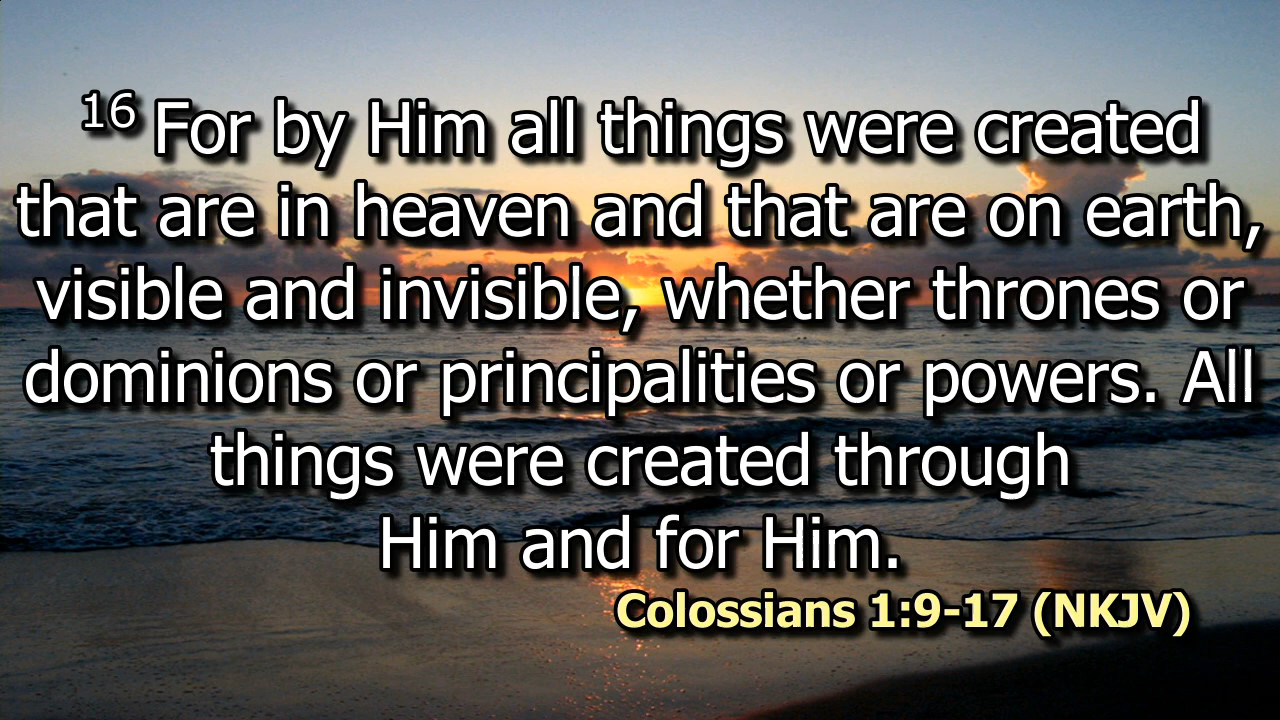 16 For by Him all things were created
that are in heaven and that are on earth,
visible and invisible, whether thrones or
dominions or principalities or powers. All
things were created through
Him and for Him.
Colossians 1:9-17 (NKJV)